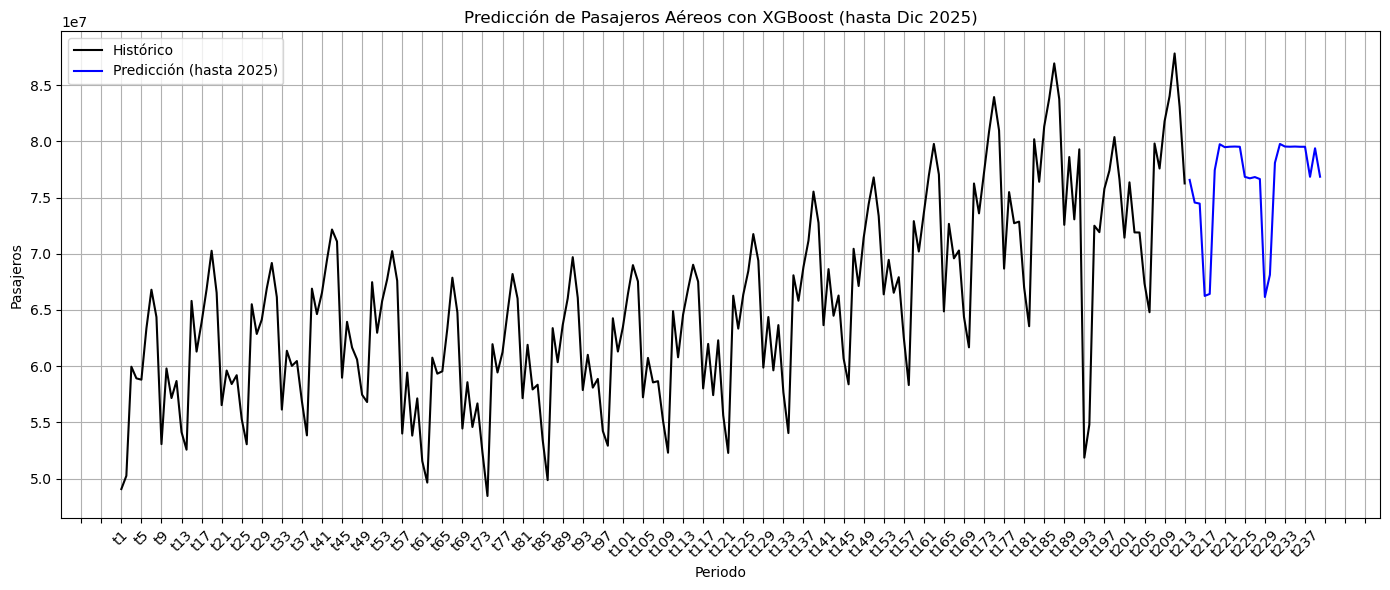 Predicción de Pasajeros Aéreos con XGBoost (hasta Dic 2025)
1e7
Histórico
Predicción (hasta 2025)
8.5
8.0
7.5
7.0
6.5
6.0
5.5
5.0
Pasajeros
t1 t5 t9 t13 t17 t21 t25 t29 t33 t37 t41 t45 t49 t53 t57 t61 t65 t69 t73 t77 t81 t85 t89 t93 t97 t101 t105 t109 t113 t117 t121 t125 t129 t133 t137 t141 t145 t149 t153 t157 t161 t165 t169 t173 t177 t181 t185 t189 t193 t197 t201 t205 t209 t213 t217 t221 t225 t229 t233 t237
Periodo